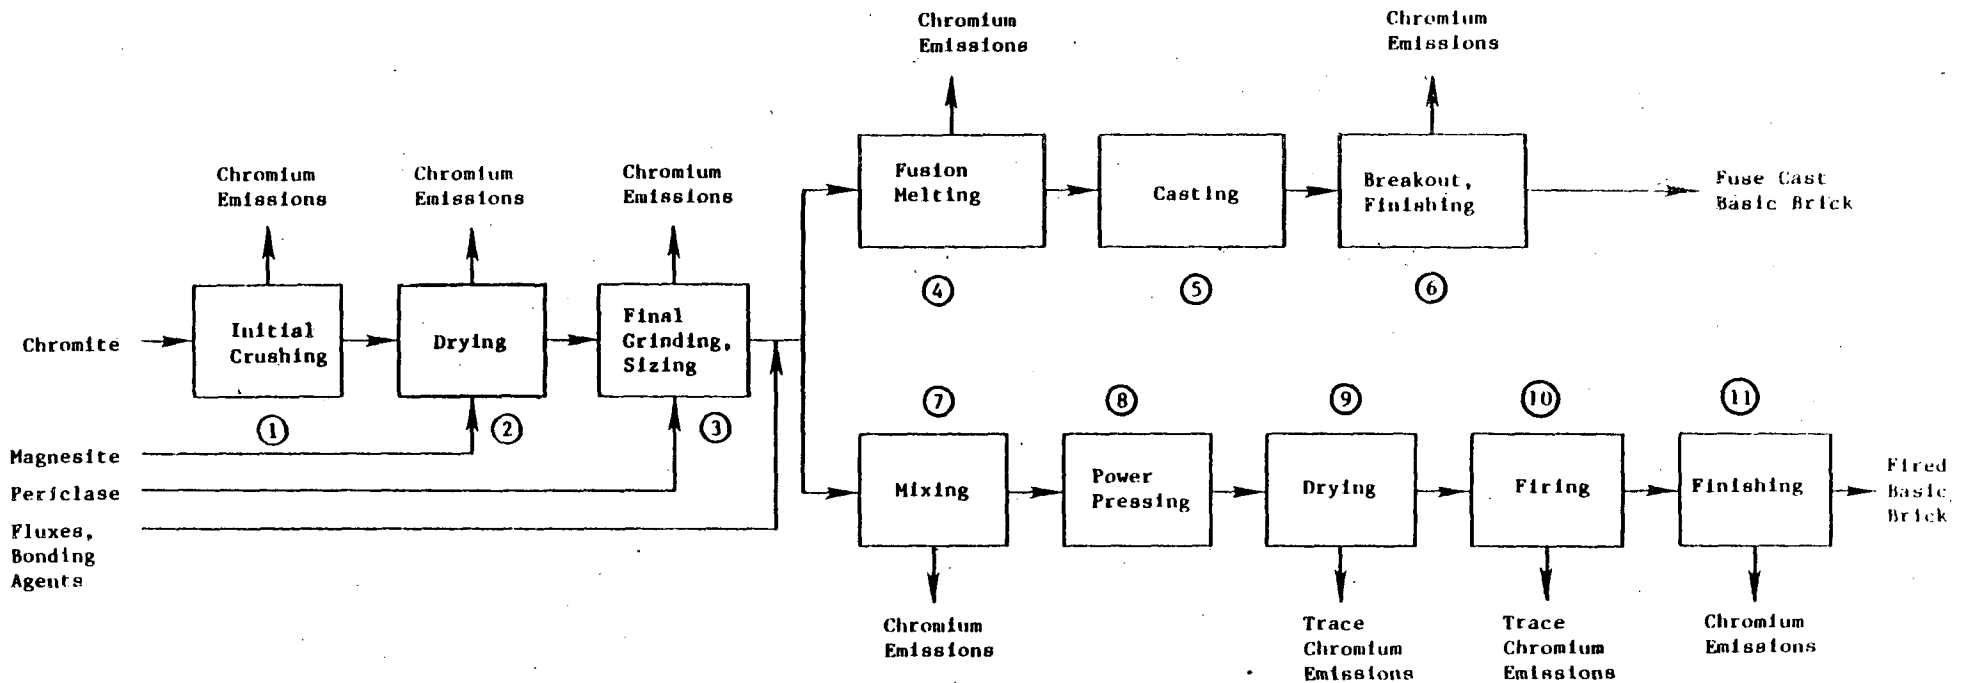 Chromium
Emissions
Chromium
Emissions
Chromium
Emissions
Chromium
Emissions
Chromium
Emissions
Fusion
Melting
Casting
Breakout,
Finishing
Fuse Cast
Basic Brick
4
5
6
Chromite
Initial
Crushing
Drying
Final
Grinding,
Sizing
1
2
3
Magnesite
Periclase
Fluxes,
Bonding
Agents
7
8
9
10
11
Mixing
Power
Pressing
Drying
Firing
Finishing
Fired
Basic
Brick
Chromium
Emissions
Trace
Chromium
Emissions
Trace
Chromium
Emissions
Chromium
Emissions